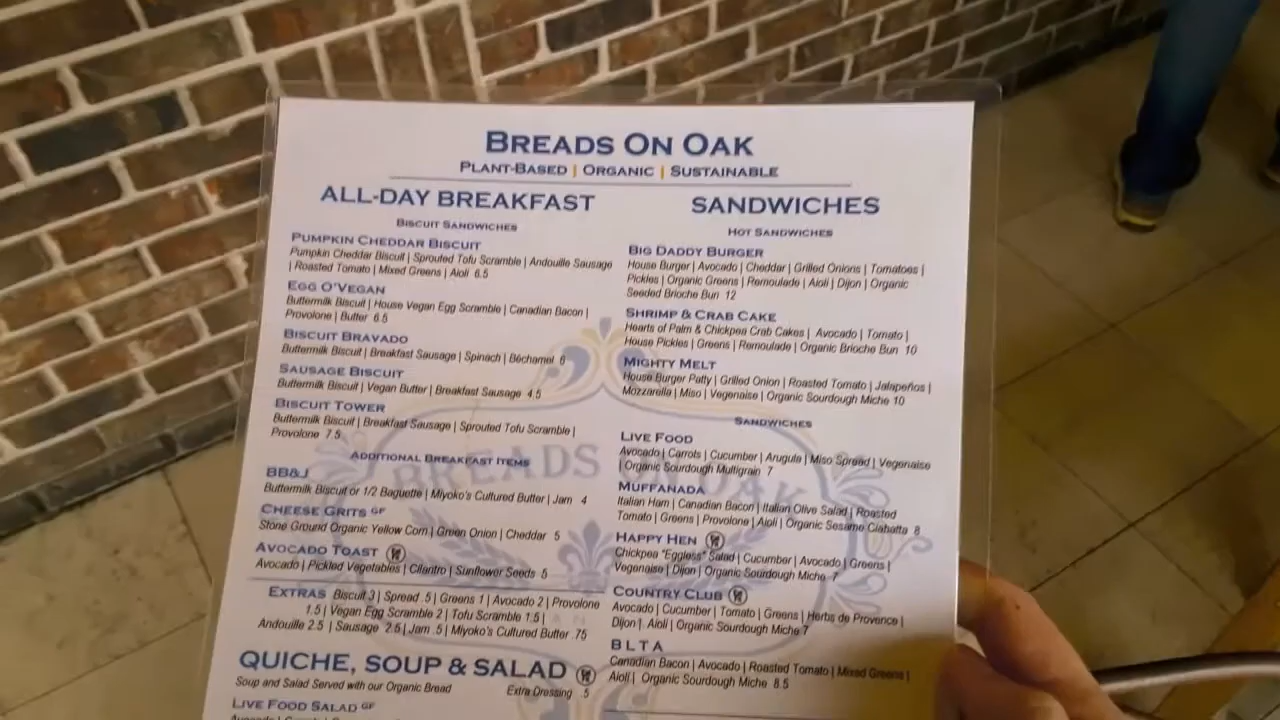 BREADS ON OAK
PLANT-BASED | ORGANIC | SUSTAINABLE
ALL-DAY BREAKFAST
BISCUIT SANDWICHES
PUMPKIN CHEDDAR BISCUIT
Pumpkin Cheddar Biscuit | Sprouted Tofu Scramble | Andouille Sausage
| Roasted Tomato | Mixed Greens | Aioli 6.5
EGG O'VEGAN
Buttermilk Biscuit | House Vegan Egg Scramble | Canadian Bacon |
Provolone | Butter 6.5
BISCUIT BRAVADO
Buttermilk Biscuit | Breakfast Sausage | Spinach | Béchamel 6
SAUSAGE BISCUIT
Buttermilk Biscuit | Vegan Butter | Breakfast Sausage 4.5
BISCUIT TOWER
Buttermilk Biscuit | Breakfast Sausage | Sprouted Tofu Scramble |
Provolone 7.5
ADDITIONAL BREAKFAST ITEMS
BB&J
Buttermilk Biscuit or 1/2 Baguette | Miyoko's Cultured Butter | Jam 4
CHEESE GRITS GF
Stone Ground Organic Yellow Corn | Green Onion | Cheddar 5
AVOCADO TOAST
Avocado | Pickled Vegetables | Cilantro | Sunflower Seeds 5
EXTRAS Biscuit 3 | Spread .5 | Greens 1 | Avocado 2 | Provolone
1.5 | Vegan Egg Scramble 2 | Tofu Scramble 1.5 |
Andouille 2.5 | Sausage 2.5 | Jam .5 | Miyoko's Cultured Butter .75
QUICHE, SOUP & SALAD
Soup and Salad Served with our Organic Bread Extra Dressing .5
LIVE FOOD SALAD GF
SANDWICHES
HOT SANDWICHES
BIG DADDY BURGER
House Burger | Avocado | Cheddar | Grilled Onions | Tomatoes |
Pickles | Organic Greens | Remoulade | Aioli | Dijon | Organic
Seeded Brioche Bun 12
SHRIMP & CRAB CAKE
Hearts of Palm & Chickpea Crab Cakes | Avocado | Tomato |
House Pickles | Greens | Remoulade | Organic Brioche Bun 10
MIGHTY MELT
House Burger Patty | Grilled Onion | Roasted Tomato | Jalapeños |
Mozzarella | Miso | Vegenaise | Organic Sourdough Miche 10
SANDWICHES
LIVE FOOD
Avocado | Carrots | Cucumber | Arugula | Miso Spread | Vegenaise
| Organic Sourdough Multigrain 7
MUFFANADA
Italian Ham | Canadian Bacon | Italian Olive Salad | Roasted
Tomato | Greens | Provolone | Aioli | Organic Sesame Ciabatta 8
HAPPY HEN
Chickpea "Eggless" Salad | Cucumber | Avocado | Greens |
Vegenaise | Dijon | Organic Sourdough Miche 7
COUNTRY CLUB
Avocado | Cucumber | Tomato | Greens | Herbs de Provence |
Dijon | Aioli | Organic Sourdough Miche 7
BLTA
Canadian Bacon | Avocado | Roasted Tomato | Mixed Greens |
Aioli | Organic Sourdough Miche 8.5
BREADS OAK